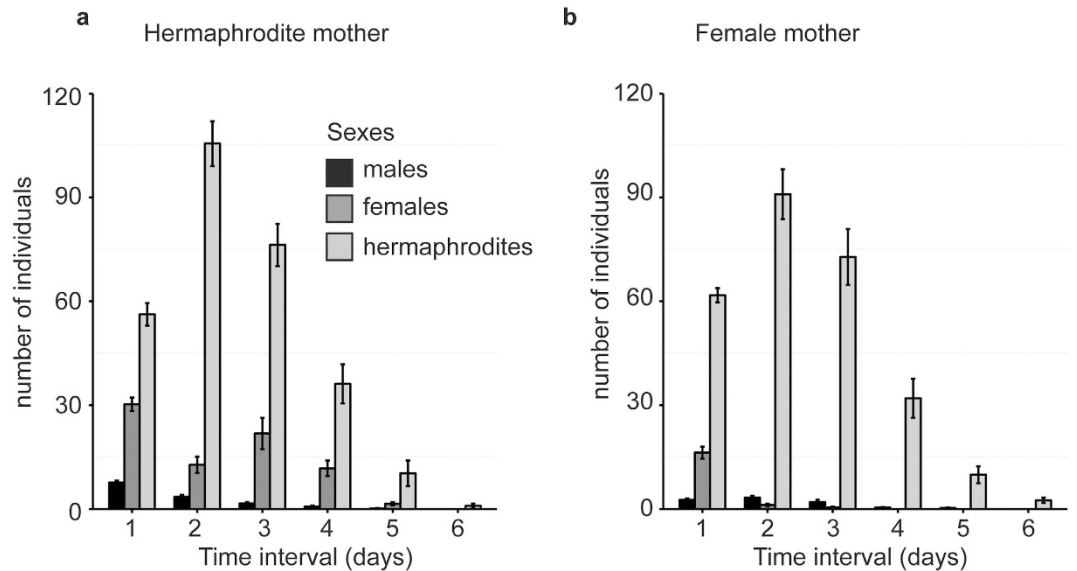 a
Hermaphrodite mother
number of individuals
120
90
60
30
0
Sexes
males
females
hermaphrodites
1 2 3 4 5 6
Time interval (days)
b
Female mother
number of individuals
120
90
60
30
0
1 2 3 4 5 6
Time interval (days)